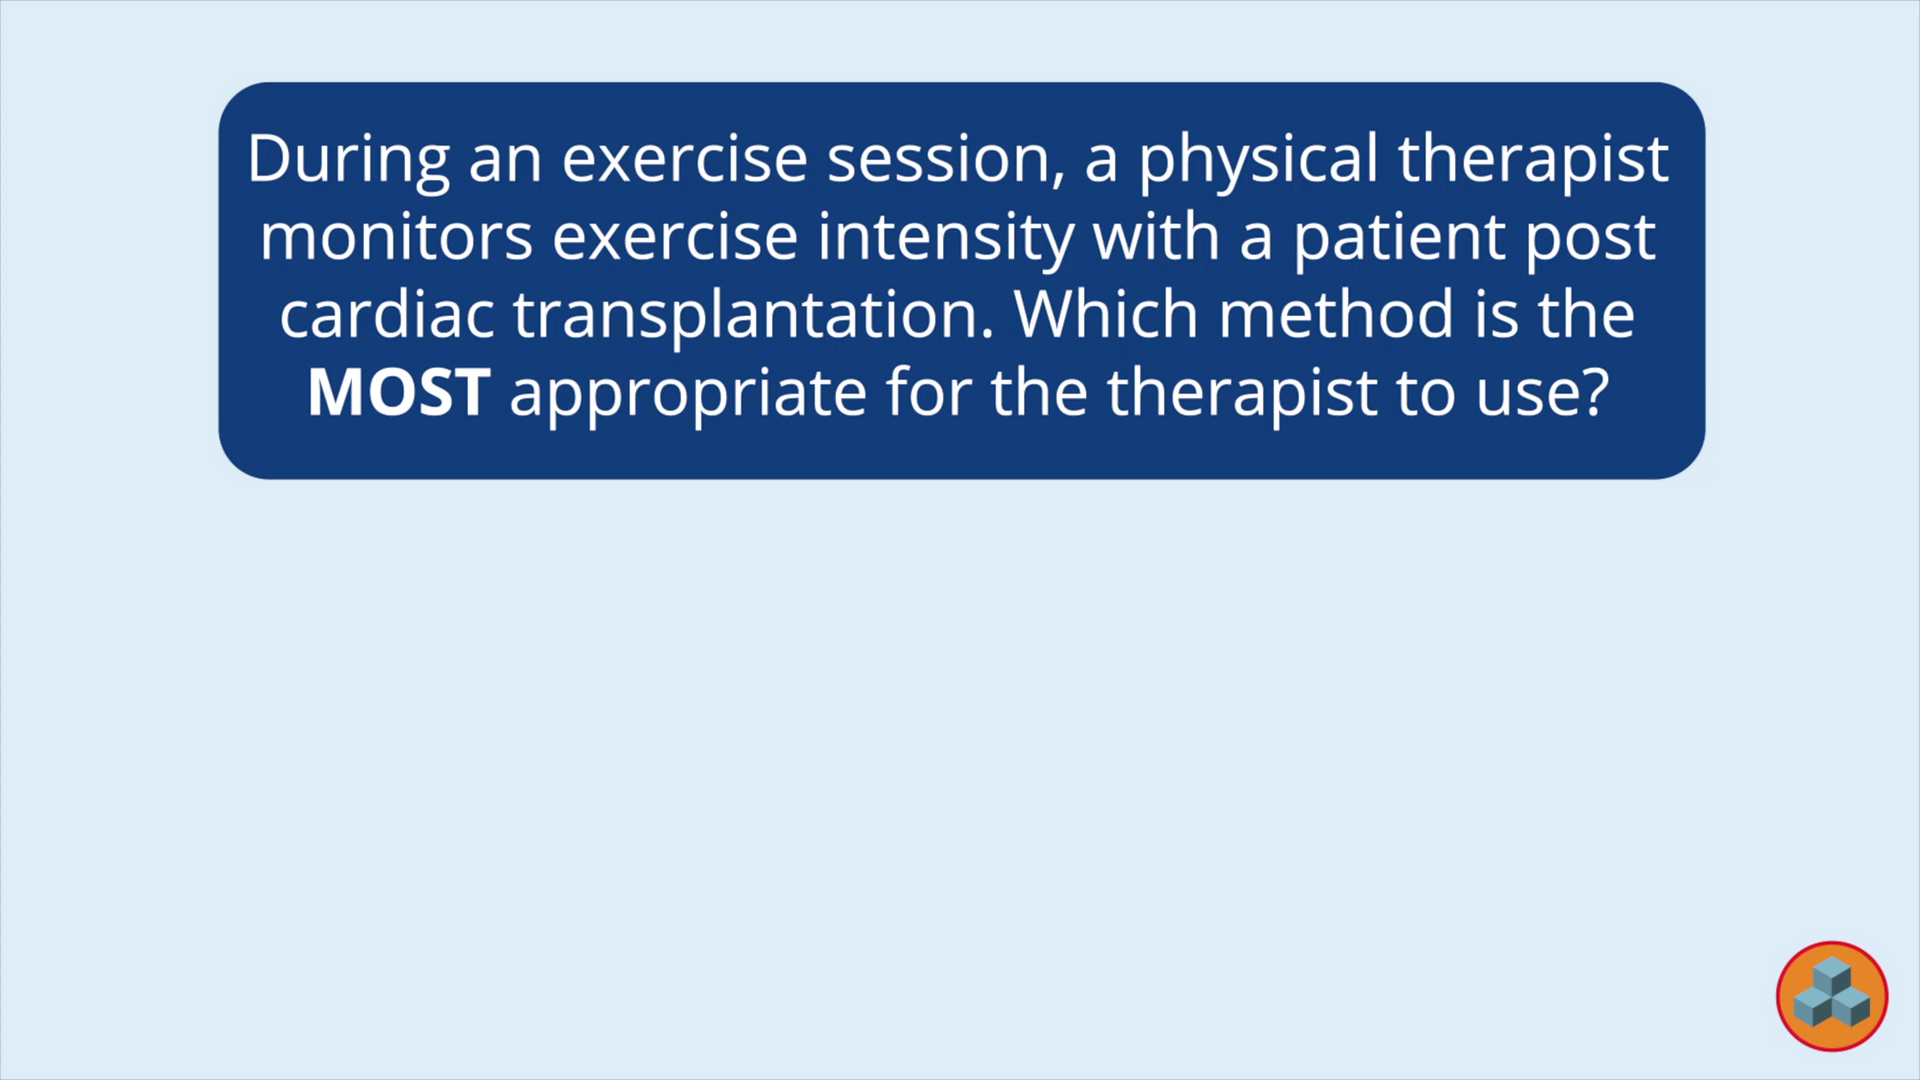 During an exercise session, a physical therapist
monitors exercise intensity with a patient post
cardiac transplantation. Which method is the
MOST appropriate for the therapist to use?